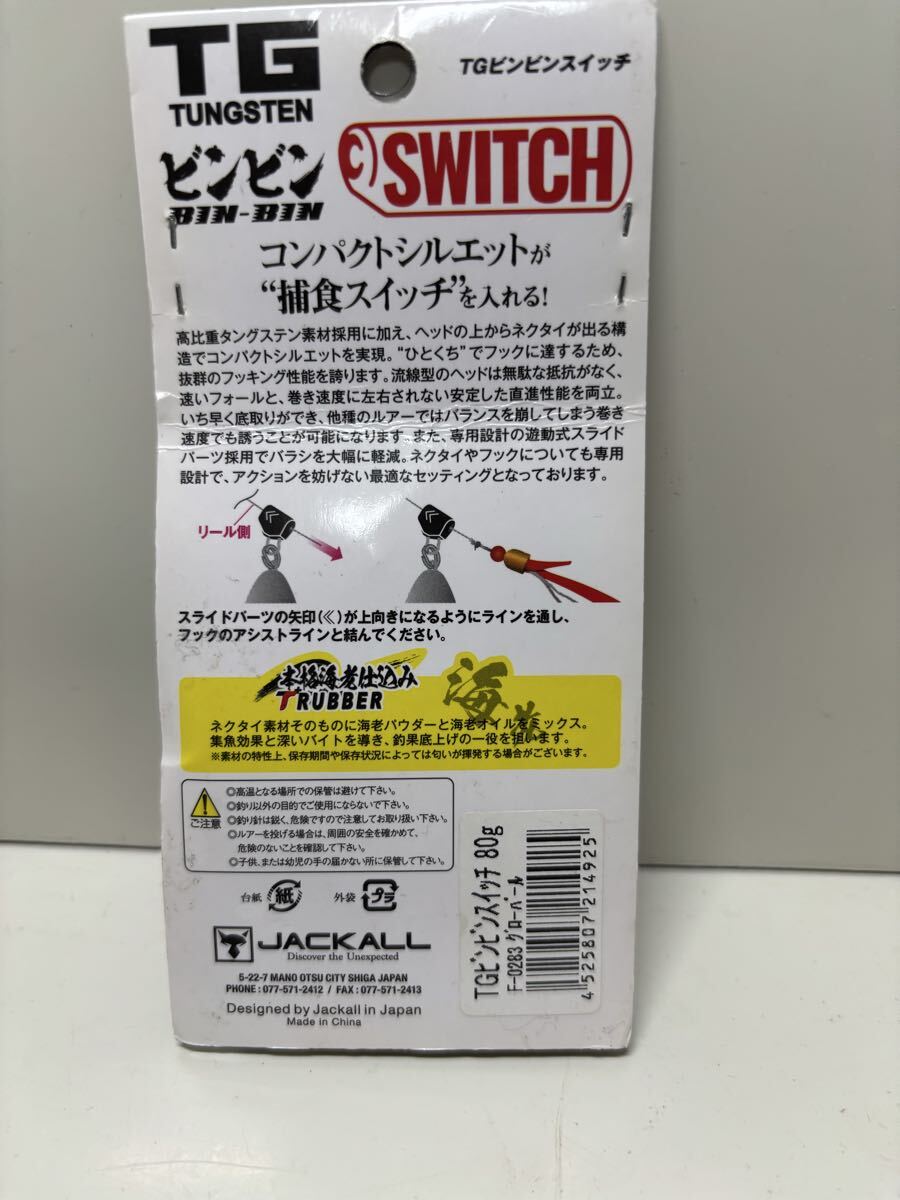 TG
TUNGSTEN
TGビンビンスイッチ
ビンビン
BIN-BIN
SWITCH
コンパクトシルエットが
“捕食スイッチ”を入れる!
高比重タングステン素材採用に加え、ヘッドの上からネクタイが出る構
造でコンパクトシルエットを実現。“ひとくち”でフックに達するため、
抜群のフッキング性能を誇ります。流線型のヘッドは無駄な抵抗がなく、
速いフォールと、巻き速度に左右されない安定した直進性能を両立。
いち早く底取りができ、他種のルアーではバランスを崩してしまう巻き
速度でも誘うことが可能になります。また、専用設計の遊動式スライド
パーツ採用でバラシを大幅に軽減。ネクタイやフックについても専用
設計で、アクションを妨げない最適なセッティングとなっております。
リール側
スライドパーツの矢印(≪)が上向きになるようにラインを通し、
フックのアシストラインと結んでください。
本格海老仕込み
T RUBBER
海老
ネクタイ素材そのものに海老パウダーと海老オイルをミックス。
集魚効果と深いバイトを導き、釣果底上げの一役を担います。
※素材の特性上、保存期間や保存状況によっては匂いが揮発する場合がございます。
ご注意
◎高温となる場所での保管は避けて下さい。
◎釣り以外の目的でご使用にならないで下さい。
◎釣り針は鋭く、危険ですので注意してお取り扱い下さい。
◎ルアーを投げる場合は、周囲の安全を確かめて、
危険のないことを確認して下さい。
◎子供、または幼児の手の届かない所に保管して下さい。
台紙 紙 外袋 プラ
JACKALL
Discover the Unexpected
5-22-7 MANO OTSU CITY SHIGA JAPAN
PHONE : 077-571-2412 / FAX : 077-571-2413
Designed by Jackall in Japan
Made in China
TGビンビンスイッチ 80g
F-0283 グローパール
4525807214925